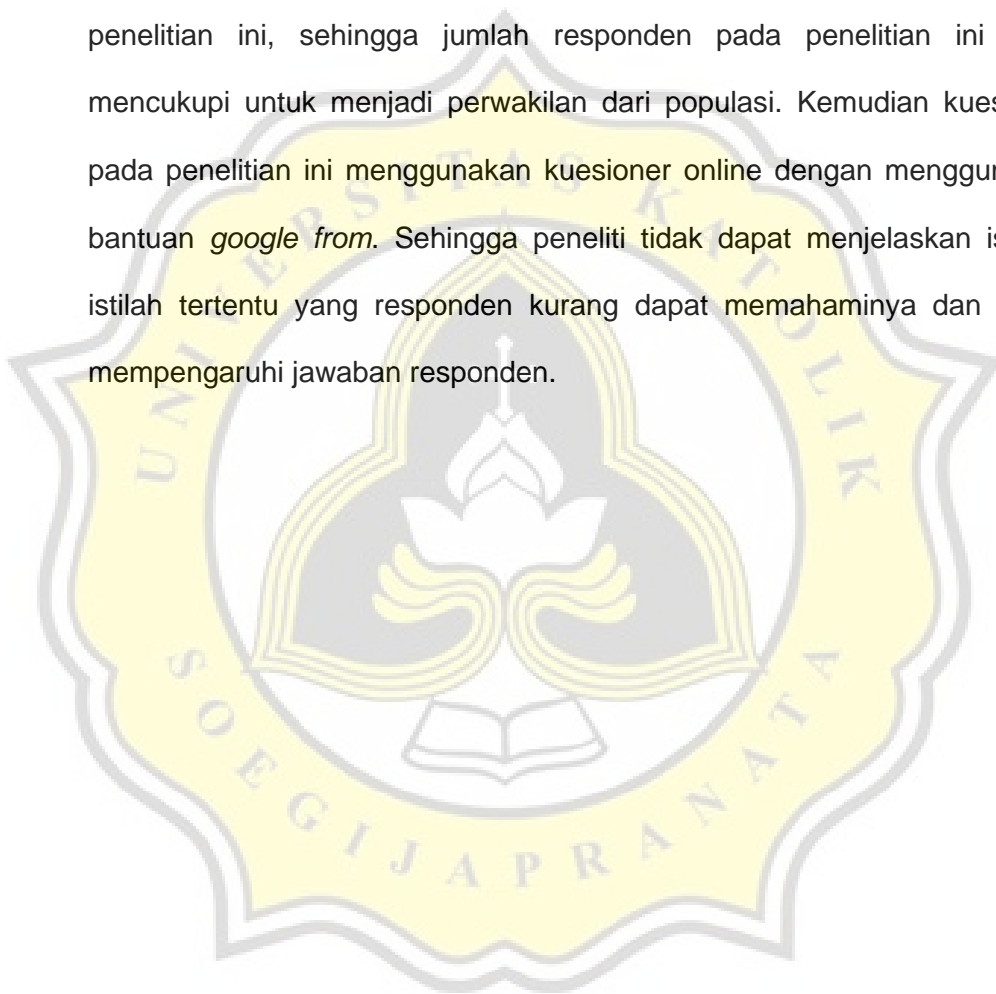 penelitian ini, sehingga jumlah responden pada penelitian ini
mencukupi untuk menjadi perwakilan dari populasi. Kemudian kues
pada penelitian ini menggunakan kuesioner online dengan menggu
bantuan google from. Sehingga peneliti tidak dapat menjelaskan is
istilah tertentu yang responden kurang dapat memahaminya dan
mempengaruhi jawaban responden.
UNIVERSITAS KATOLIK
SOEGIJAPRANATA